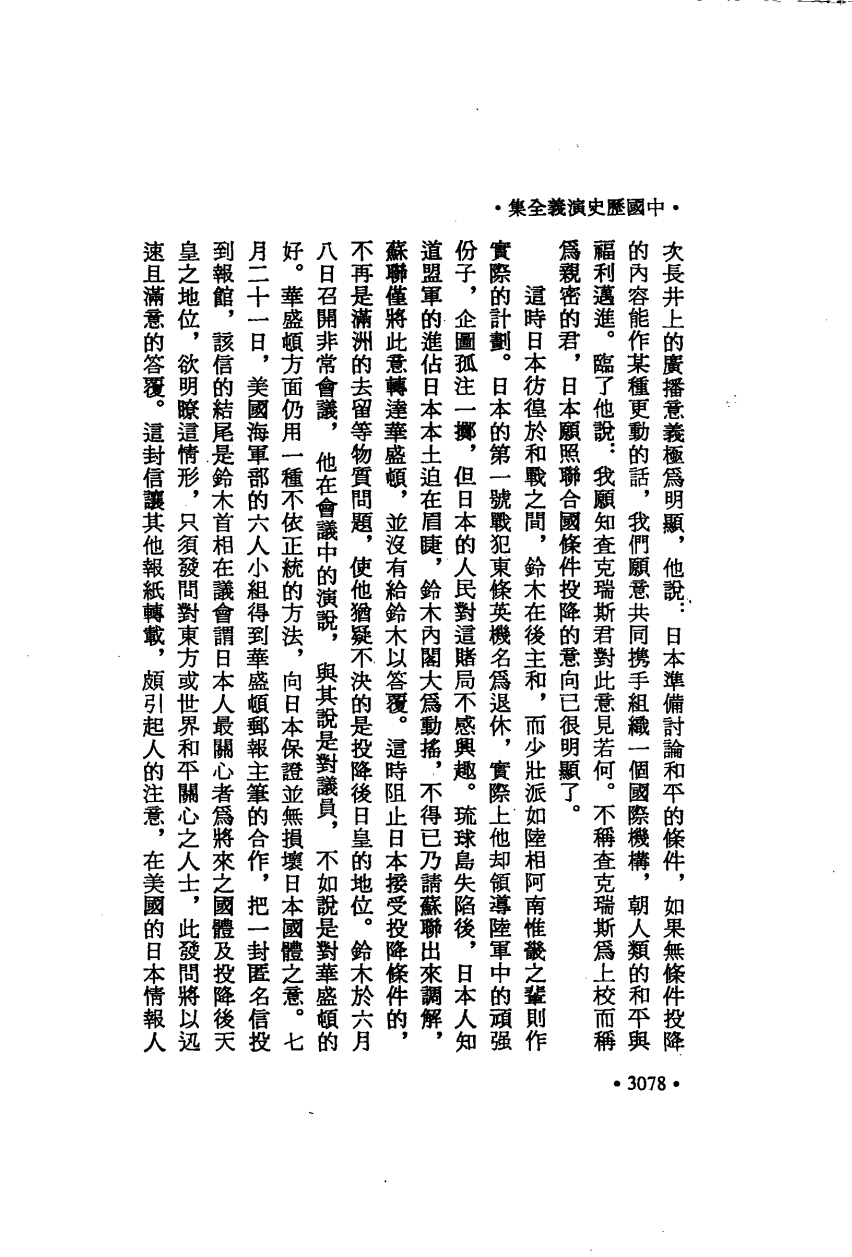 •中國歷史演義全集•
次長井上的廣播意義極爲明顯，他說：日本準備討論和平的條件，如果無條件投降
的內容能作某種更動的話，我們願意共同携手組織一個國際機構，朝人類的和平與
福利邁進。臨了他說：我願知查克瑞斯君對此意見若何。不稱查克瑞斯爲上校而稱
爲親密的君，日本願照聯合國條件投降的意向已很明顯了。
這時日本彷徨於和戰之間，鈴木在後主和，而少壯派如陸相阿南惟畿之輩則作
實際的計劃。日本的第一號戰犯東條英機名爲退休，實際上他却領導陸軍中的頑强
份子，企圖孤注一擲，但日本的人民對這賭局不感興趣。琉球島失陷後，日本人知
道盟軍的進佔日本本土迫在眉睫，鈴木內閣大爲動搖，不得已乃請蘇聯出來調解，
蘇聯僅將此意轉達華盛頓，並沒有給鈴木以答覆。這時阻止日本接受投降條件的，
不再是滿洲的去留等物質問題，使他猶疑不決的是投降後日皇的地位。鈴木於六月
八日召開非常會議，他在會議中的演說，與其說是對議員，不如說是對華盛頓的
好。華盛頓方面仍用一種不依正統的方法，向日本保證並無損壞日本國體之意。七
月二十一日，美國海軍部的六人小組得到華盛頓郵報主筆的合作，把一封匿名信投
到報館，該信的結尾是鈴木首相在議會謂日本人最關心者爲將來之國體及投降後天
皇之地位，欲明瞭這情形，只須發問對東方或世界和平關心之人士，此發問將以迅
速且滿意的答覆。這封信讓其他報紙轉載，頗引起人的注意，在美國的日本情報人
•3078•